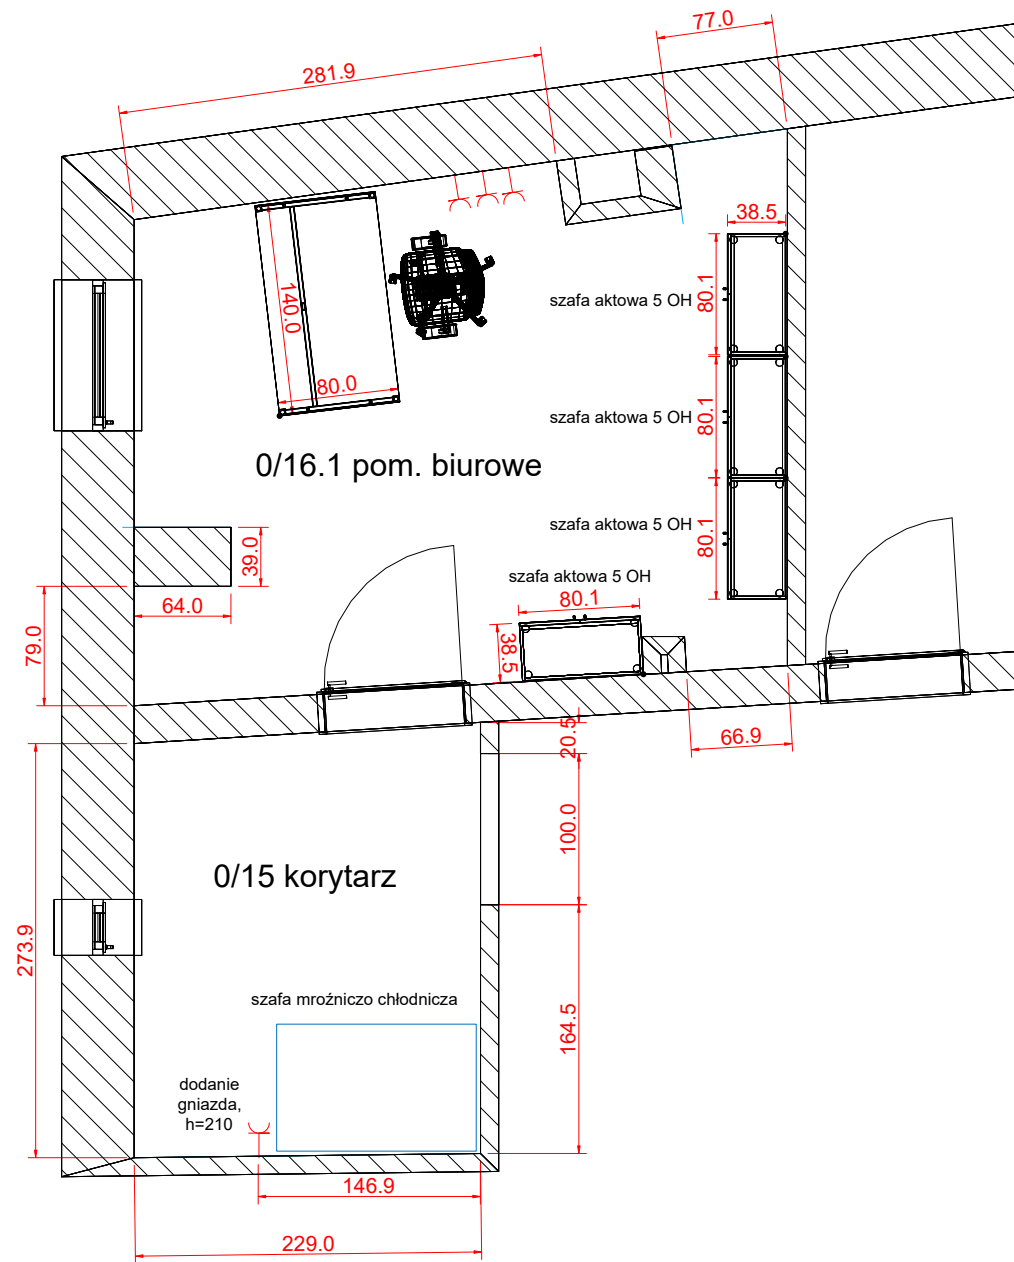 77.0
281.9
38.5
140.0
80.0
szafa aktowa 5 OH
80.1
szafa aktowa 5 OH
80.1
0/16.1 pom. biurowe
szafa aktowa 5 OH
80.1
39.0
64.0
79.0
szafa aktowa 5 OH
80.1
38.5
20.5
66.9
100.0
0/15 korytarz
273.9
szafa mroźniczo chłodnicza
164.5
dodanie
gniazda,
h=210
146.9
229.0